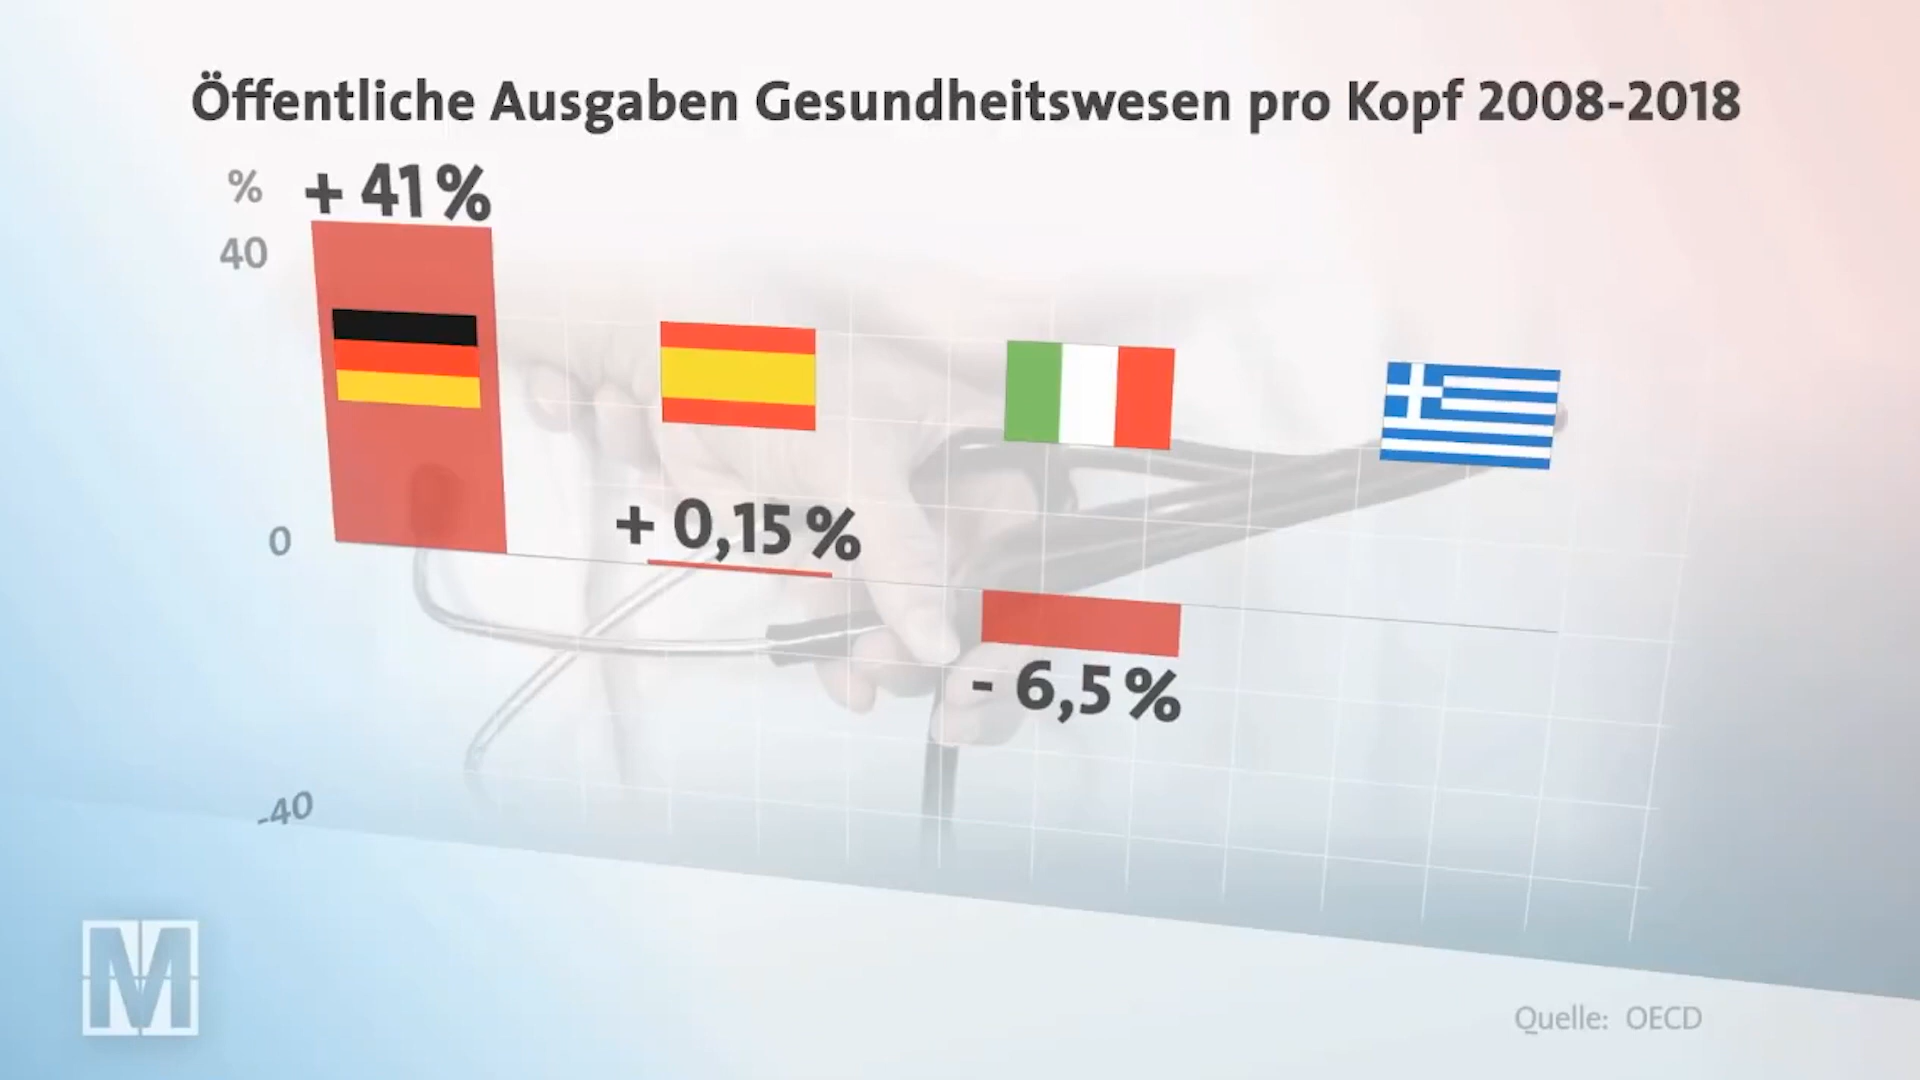 Öffentliche Ausgaben Gesundheitswesen pro Kopf 2008-2018
% + 41 %
40
+ 0,15 %
0
- 6,5 %
-40
M
Quelle: OECD